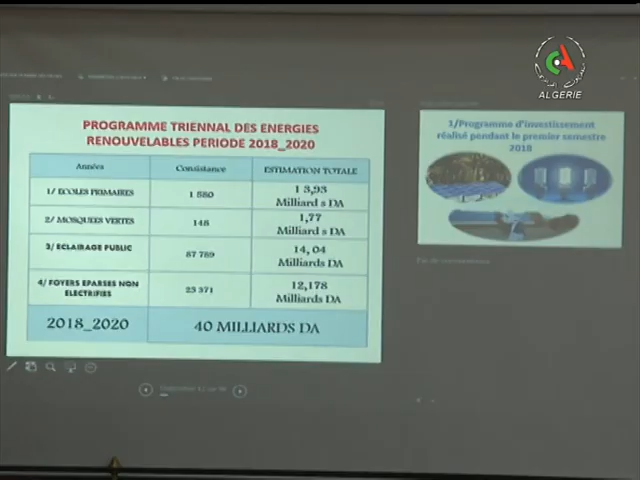 ALGERIE
PROGRAMME TRIENNAL DES ENERGIES
RENOUVELABLES PERIODE 2018_2020
Années Consistance ESTIMATION TOTALE
1/ ECOLES PRIMAIRES 1 580 1 3,93
Milliard s DA
2/ MOSQUEES VERTES 148 1,77
Milliard s DA
3/ ECLAIRAGE PUBLIC 87 789 14, 04
Milliards DA
4/ FOYERS EPARSES NON
ELECTRIFIES 23 371 12,178
Milliards DA
2018_2020 40 MILLIARDS DA
1/Programme d'investissement
réalisé pendant le premier semestre
2018